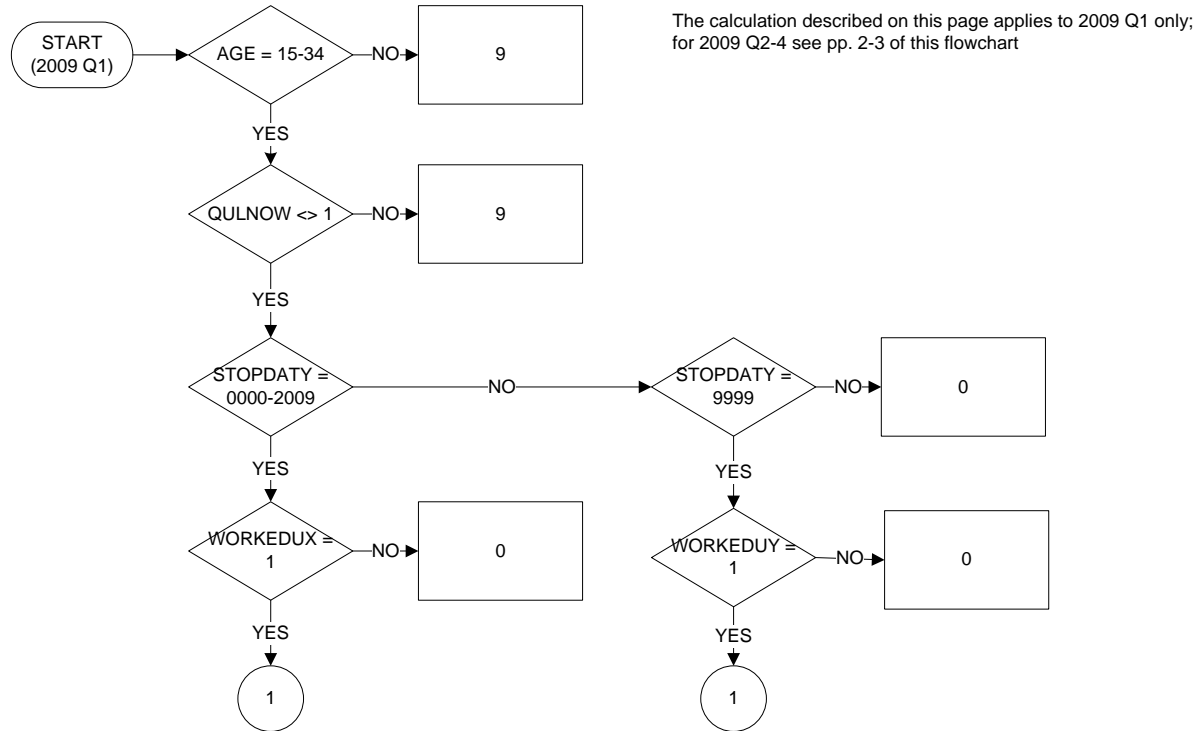 START
(2009 Q1)
AGE = 15-34
NO
9
The calculation described on this page applies to 2009 Q1 only;
for 2009 Q2-4 see pp. 2-3 of this flowchart
YES
QULNOW <> 1
NO
9
YES
STOPDATY =
0000-2009
NO
STOPDATY =
9999
NO
0
YES
YES
WORKEDUX =
1
NO
0
WORKEDUY =
1
NO
0
YES
YES
1
1